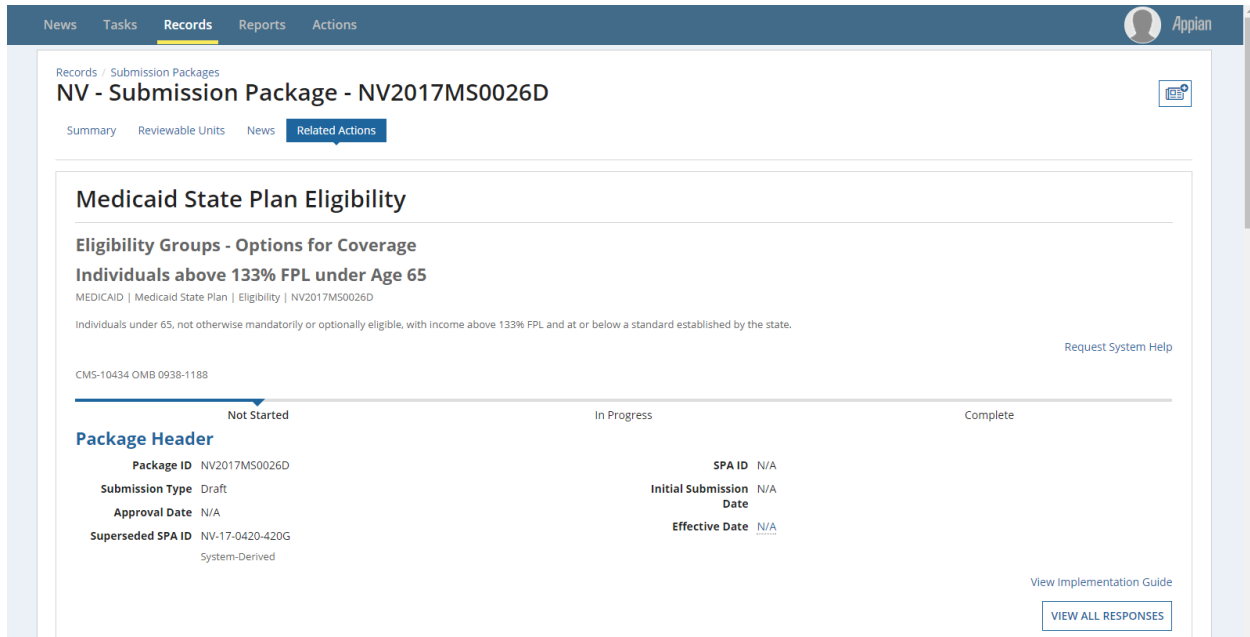 News Tasks Records Reports Actions Appian
Records / Submission Packages
NV - Submission Package - NV2017MS0026D
Summary Reviewable Units News Related Actions
Medicaid State Plan Eligibility
Eligibility Groups - Options for Coverage
Individuals above 133% FPL under Age 65
MEDICAID | Medicaid State Plan | Eligibility | NV2017MS0026D
Individuals under 65, not otherwise mandatorily or optionally eligible, with income above 133% FPL and at or below a standard established by the state.
Request System Help
CMS-10434 OMB 0938-1188
Not Started In Progress Complete
Package Header
Package ID NV2017MS0026D SPA ID N/A
Submission Type Draft Initial Submission N/A
Date
Approval Date N/A
Effective Date N/A
Superseded SPA ID NV-17-0420-420G
System-Derived
View Implementation Guide
VIEW ALL RESPONSES